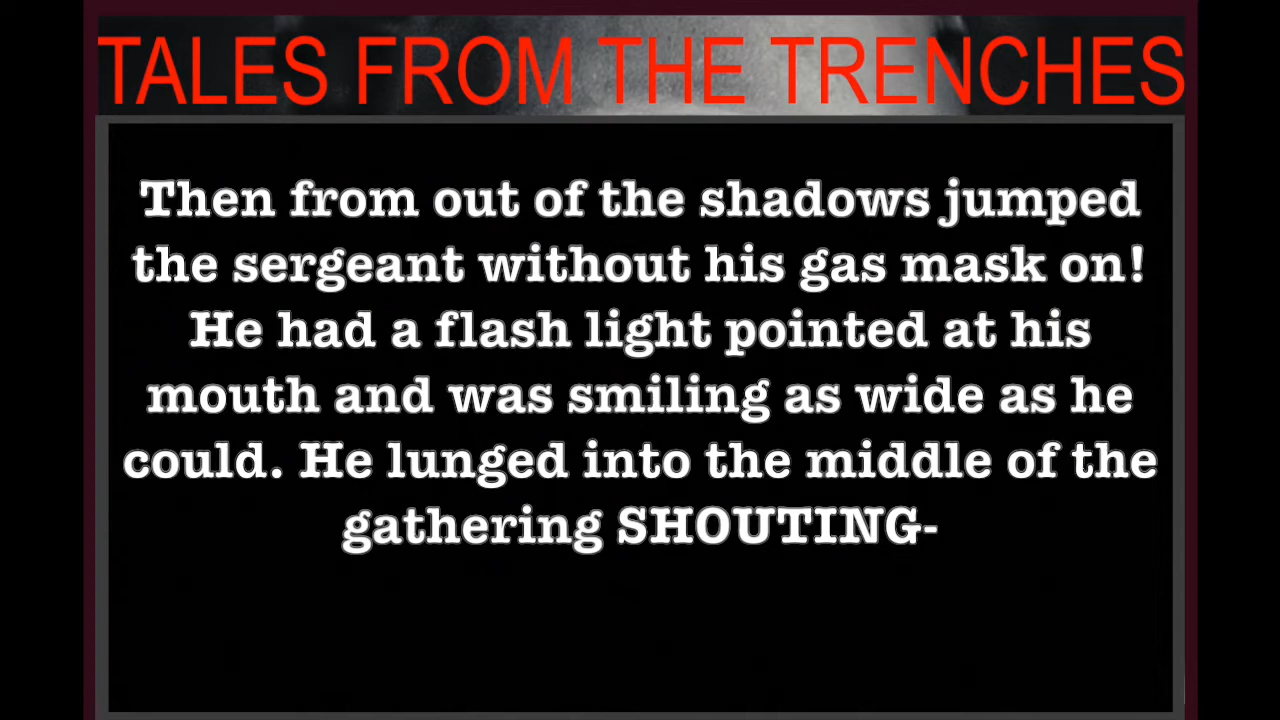 TALES FROM THE TRENCHES
Then from out of the shadows jumped
the sergeant without his gas mask on!
He had a flash light pointed at his
mouth and was smiling as wide as he
could. He lunged into the middle of the
gathering SHOUTING-